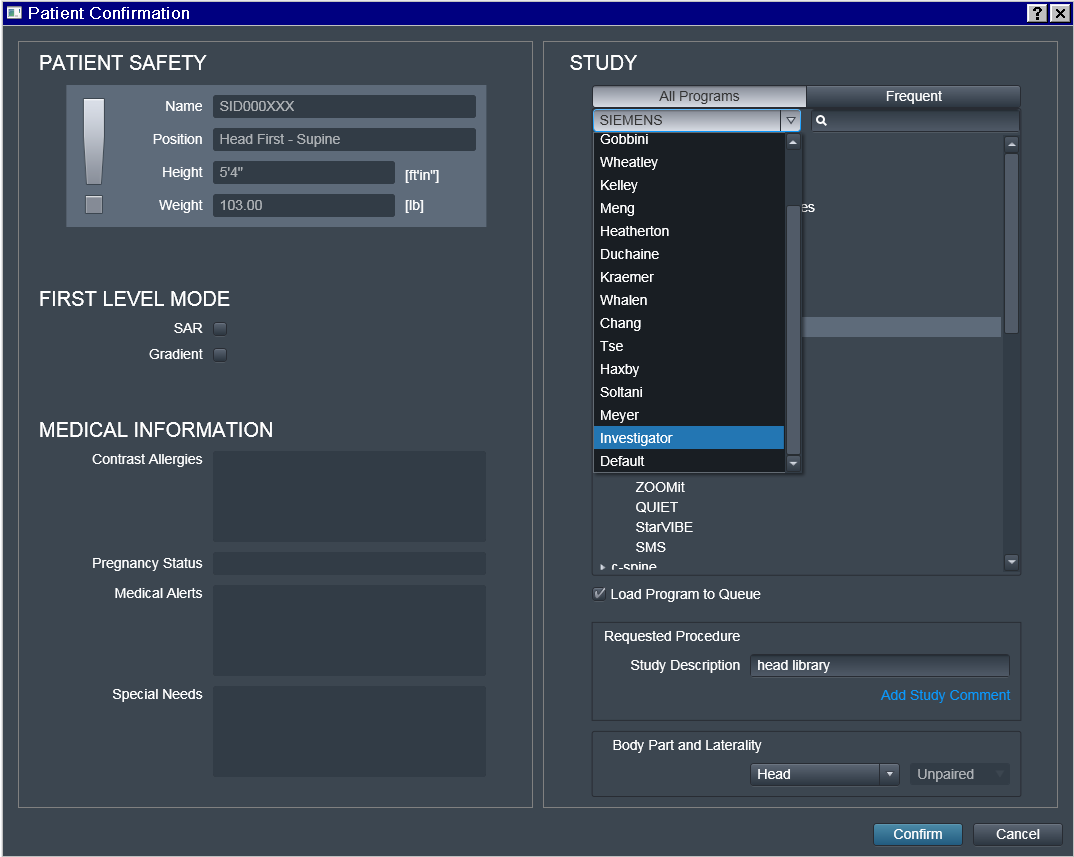 Patient Confirmation
PATIENT SAFETY
Name SID000XXX
Position Head First - Supine
Height 5'4" [ft'in"]
Weight 103.00 [lb]
FIRST LEVEL MODE
SAR
Gradient
MEDICAL INFORMATION
Contrast Allergies
Pregnancy Status
Medical Alerts
Special Needs
STUDY
All Programs Frequent
SIEMENS
Gobbini
Wheatley
Kelley
Meng
es
Heatherton
Duchaine
Kraemer
Whalen
Chang
Tse
Haxby
Soltani
Meyer
Investigator
Default
ZOOMit
QUIET
StarVIBE
SMS
c-spine
Load Program to Queue
Requested Procedure
Study Description head library
Add Study Comment
Body Part and Laterality
Head Unpaired
Confirm Cancel